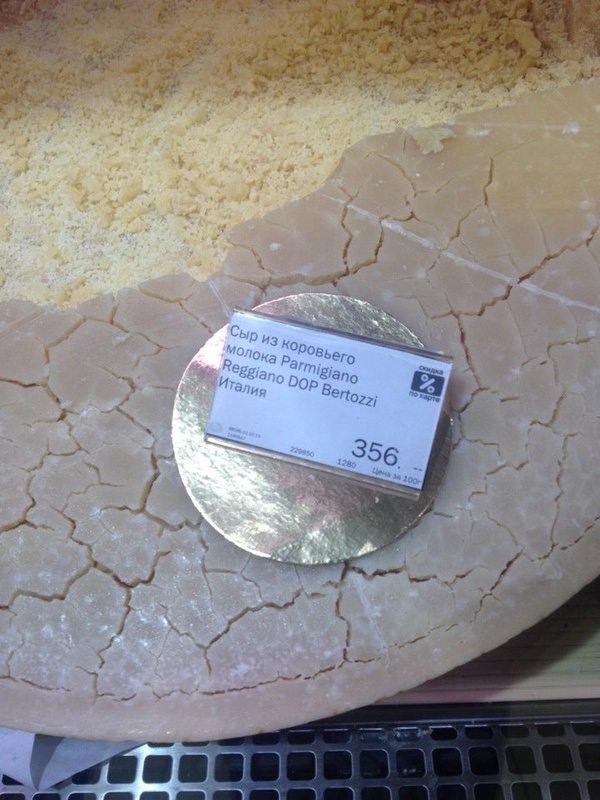 Сыр из коровьего
молока Parmigiano
Reggiano DOP Bertozzi
Италия
скидка
%
по карте
356. --
229850 1280 Цена за 100г